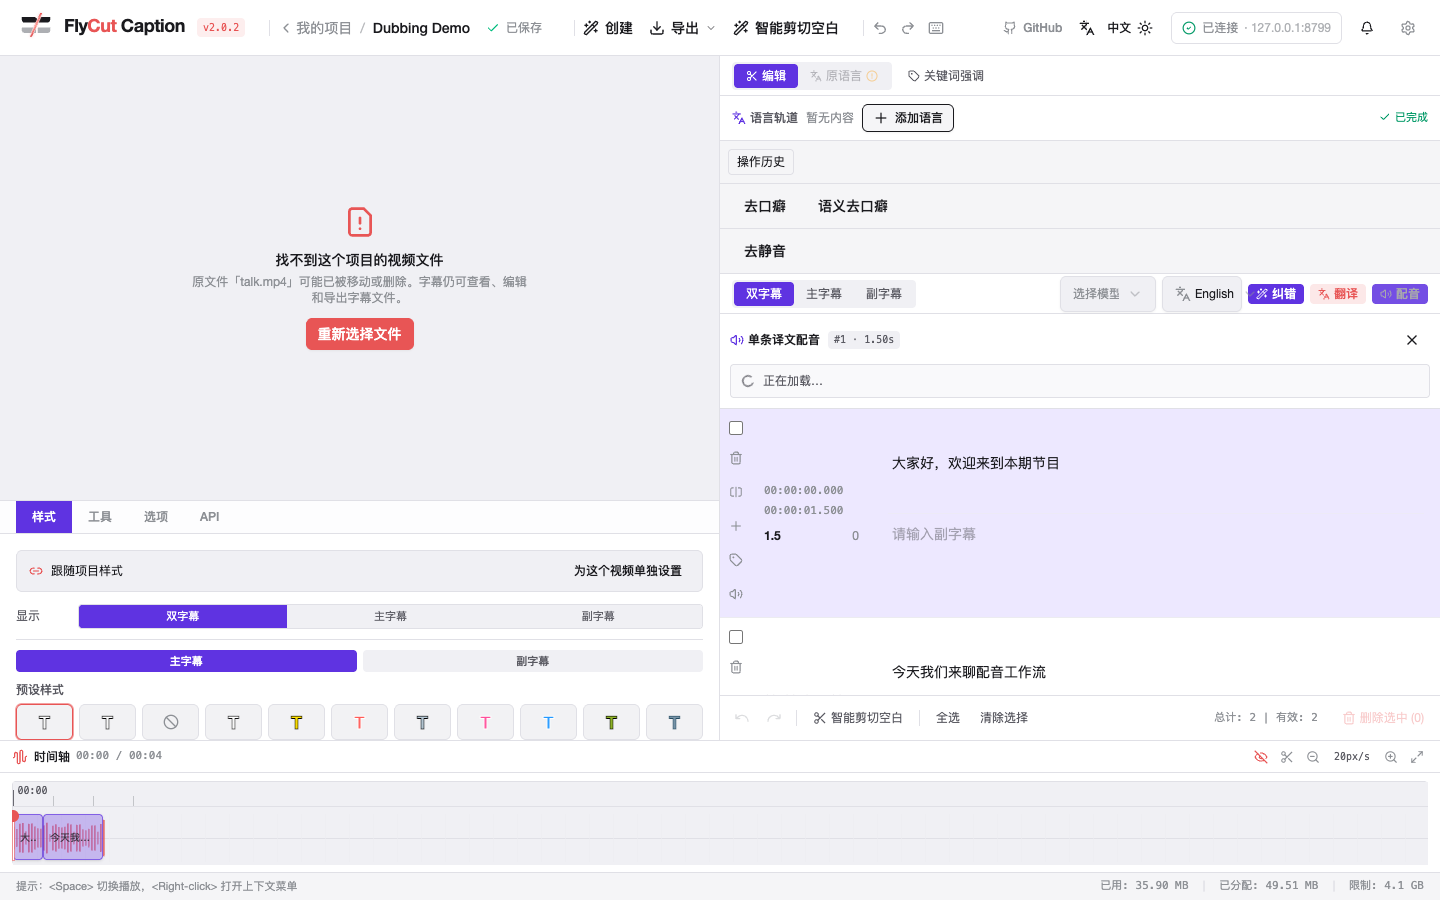 FlyCut Caption v2.0.2 我的项目 / Dubbing Demo 已保存 创建 导出 智能剪切空白 GitHub 中文 已连接 · 127.0.0.1:8799
编辑 原语言 关键词强调
语言轨道 暂无内容 添加语言 已完成
操作历史
去口癖 语义去口癖
去静音
双字幕 主字幕 副字幕 选择模型 English 纠错 翻译 配音
单条译文配音 #1 · 1.50s
正在加载...
找不到这个项目的视频文件
原文件「talk.mp4」可能已被移动或删除。字幕仍可查看、编辑
和导出字幕文件。
重新选择文件
大家好，欢迎来到本期节目
00:00:00.000
00:00:01.500
1.5 0 请输入副字幕
今天我们来聊配音工作流
智能剪切空白 全选 清除选择 总计: 2 | 有效: 2 删除选中 (0)
样式 工具 选项 API
跟随项目样式 为这个视频单独设置
显示 双字幕 主字幕 副字幕
主字幕 副字幕
预设样式
T T T T T T T T T T
时间轴 00:00 / 00:04 20px/s
00:00
大... 今天我...
提示: <Space> 切换播放，<Right-click> 打开上下文菜单 已用: 35.90 MB 已分配: 49.51 MB 限制: 4.1 GB